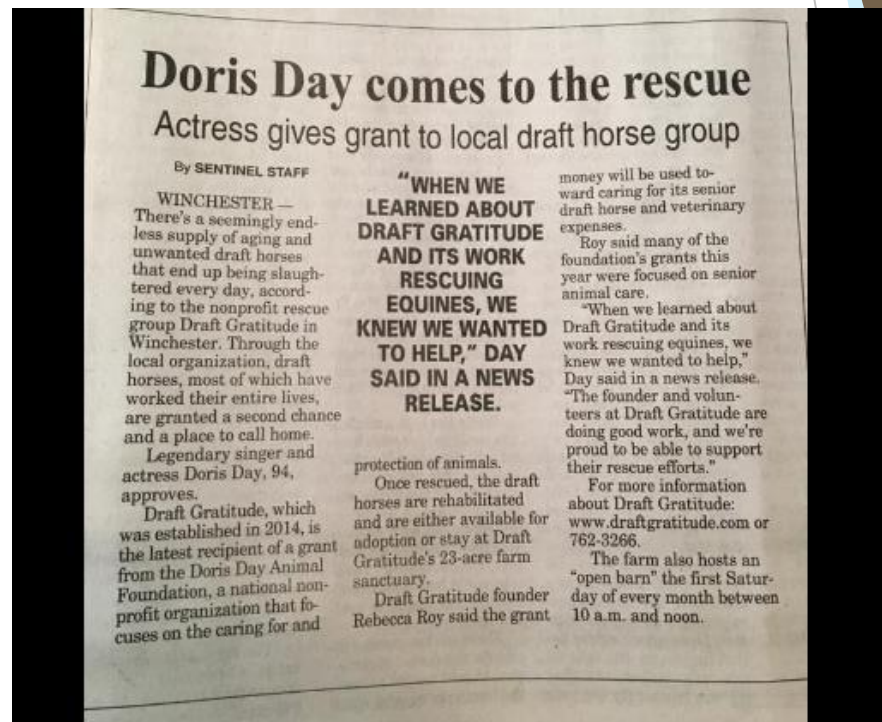 Doris Day comes to the rescue
Actress gives grant to local draft horse group
By SENTINEL STAFF
WINCHESTER —
There's a seemingly end-
less supply of aging and
unwanted draft horses
that end up being slaugh-
tered every day, accord-
ing to the nonprofit rescue
group Draft Gratitude in
Winchester. Through the
local organization, draft
horses, most of which have
worked their entire lives,
are granted a second chance
and a place to call home.
Legendary singer and
actress Doris Day, 94,
approves.
Draft Gratitude, which
was established in 2014, is
the latest recipient of a grant
from the Doris Day Animal
Foundation, a national non-
profit organization that fo-
cuses on the caring for and
"WHEN WE
LEARNED ABOUT
DRAFT GRATITUDE
AND ITS WORK
RESCUING
EQUINES, WE
KNEW WE WANTED
TO HELP," DAY
SAID IN A NEWS
RELEASE.
protection of animals.
Once rescued, the draft
horses are rehabilitated
and are either available for
adoption or stay at Draft
Gratitude's 23-acre farm
sanctuary.
Draft Gratitude founder
Rebecca Roy said the grant
money will be used to-
ward caring for its senior
draft horse and veterinary
expenses.
Roy said many of the
foundation's grants this
year were focused on senior
animal care.
"When we learned about
Draft Gratitude and its
work rescuing equines, we
knew we wanted to help,"
Day said in a news release.
"The founder and volun-
teers at Draft Gratitude are
doing good work, and we're
proud to be able to support
their rescue efforts."
For more information
about Draft Gratitude:
www.draftgratitude.com or
762-3266.
The farm also hosts an
"open barn" the first Satur-
day of every month between
10 a.m. and noon.